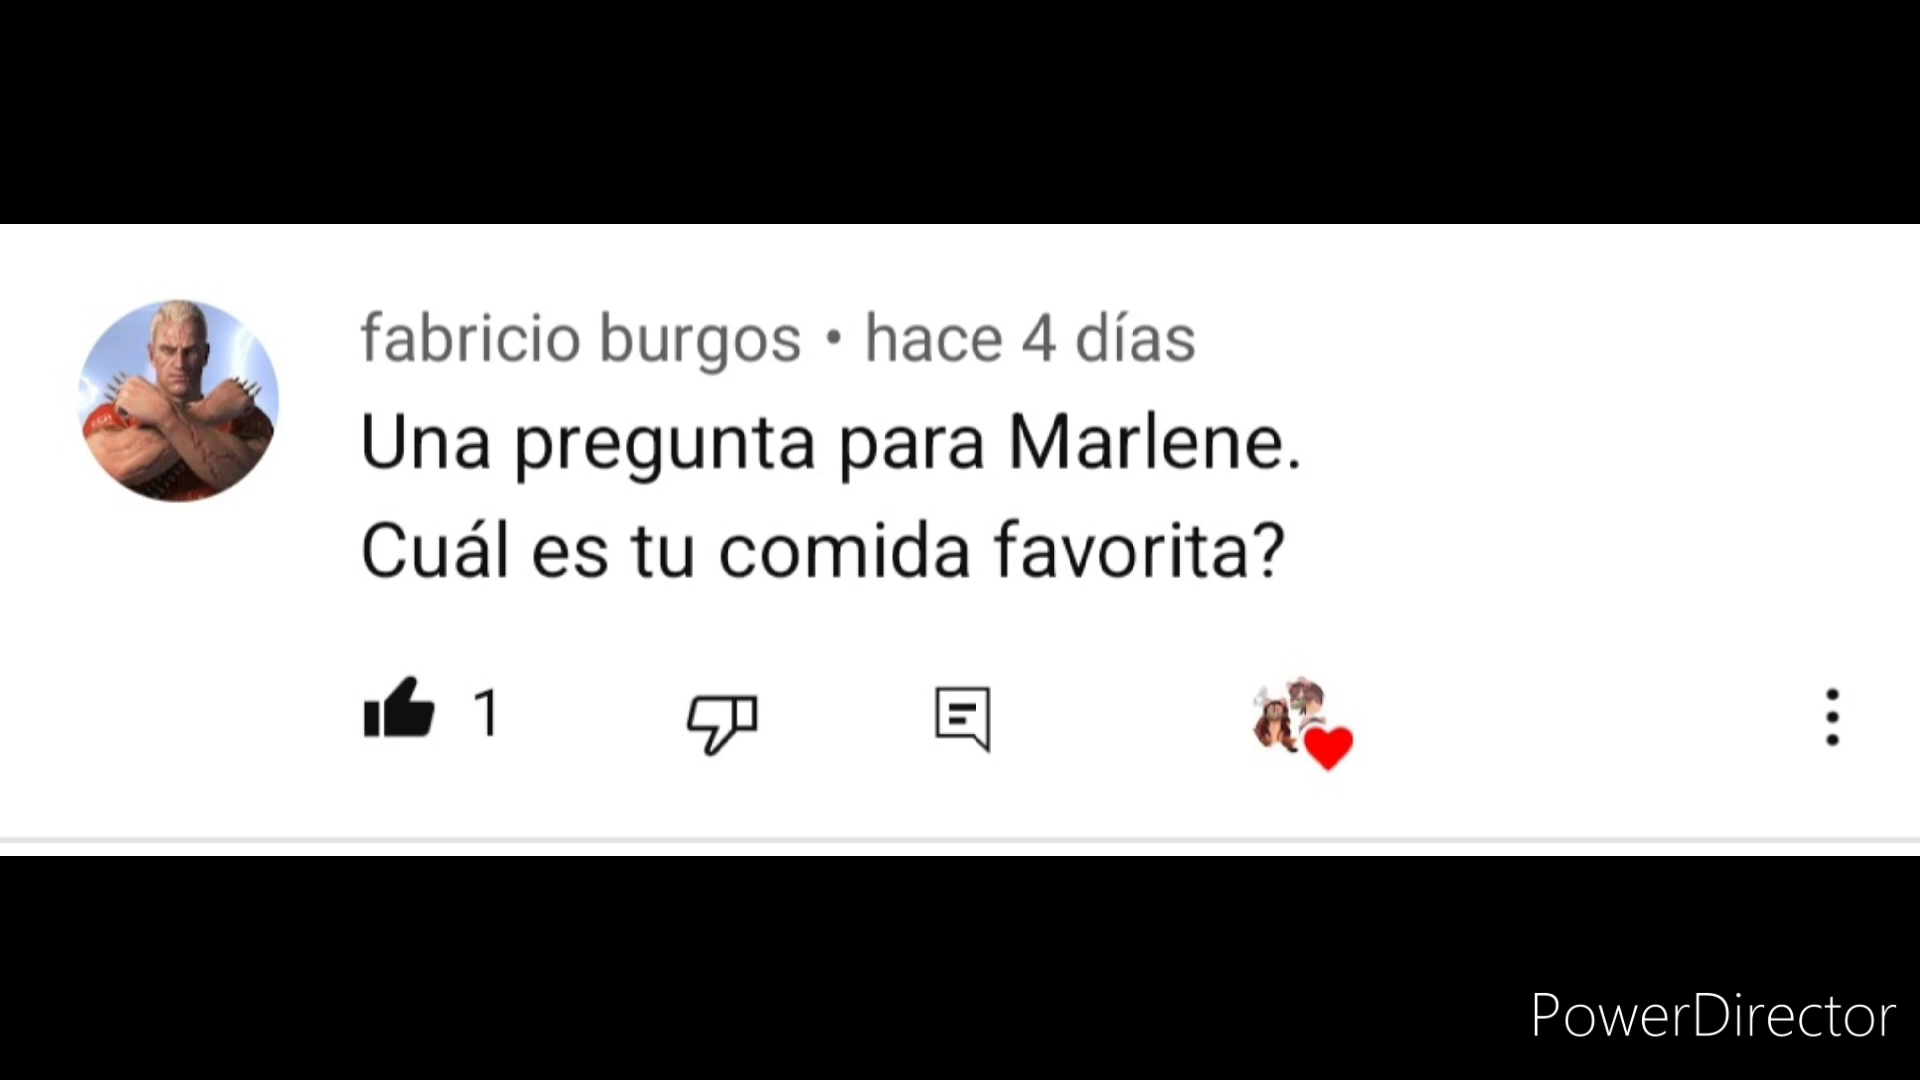 fabricio burgos • hace 4 días
Una pregunta para Marlene.
Cuál es tu comida favorita?
1
PowerDirector